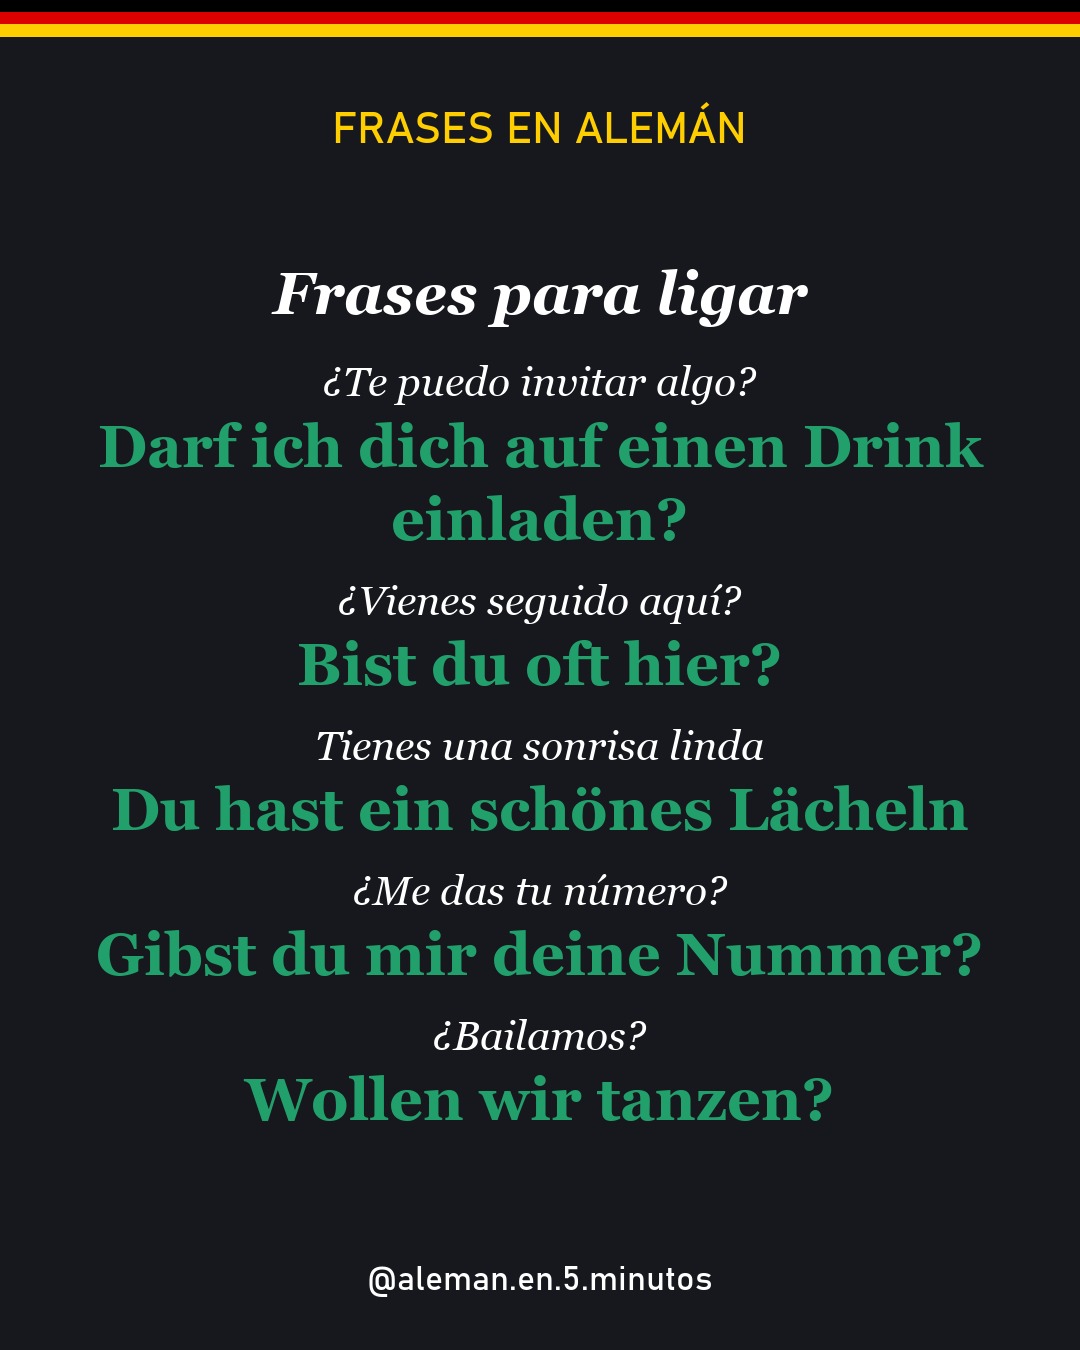 FRASES EN ALEMÁN
Frases para ligar
¿Te puedo invitar algo?
Darf ich dich auf einen Drink
einladen?
¿Vienes seguido aquí?
Bist du oft hier?
Tienes una sonrisa linda
Du hast ein schönes Lächeln
¿Me das tu número?
Gibst du mir deine Nummer?
¿Bailamos?
Wollen wir tanzen?
@aleman.en.5.minutos